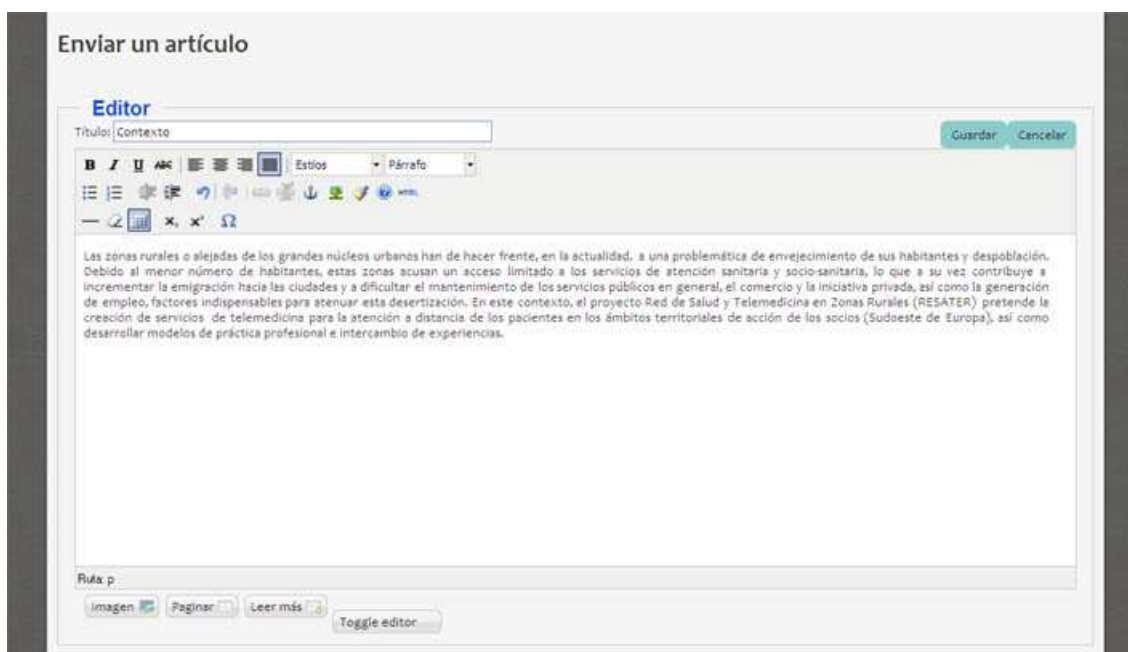 Enviar un artículo
Editor
Título: Contexto
Guardar Cancelar
B I U ABC Estilos Párrafo
HTML
x, x' Ω
Las zonas rurales o alejadas de los grandes núcleos urbanos han de hacer frente, en la actualidad, a una problemática de envejecimiento de sus habitantes y despoblación.
Debido al menor número de habitantes, estas zonas acusan un acceso limitado a los servicios de atención sanitaria y socio-sanitaria, lo que a su vez contribuye a
incrementar la emigración hacia las ciudades y a dificultar el mantenimiento de los servicios públicos en general, el comercio y la iniciativa privada, así como la generación
de empleo, factores indispensables para atenuar esta desertización. En este contexto, el proyecto Red de Salud y Telemedicina en Zonas Rurales (RESATER) pretende la
creación de servicios de telemedicina para la atención a distancia de los pacientes en los ámbitos territoriales de acción de los socios (Sudoeste de Europa), así como
desarrollar modelos de práctica profesional e intercambio de experiencias.
Ruta: p
Imagen Paginar Leer más
Toggle editor